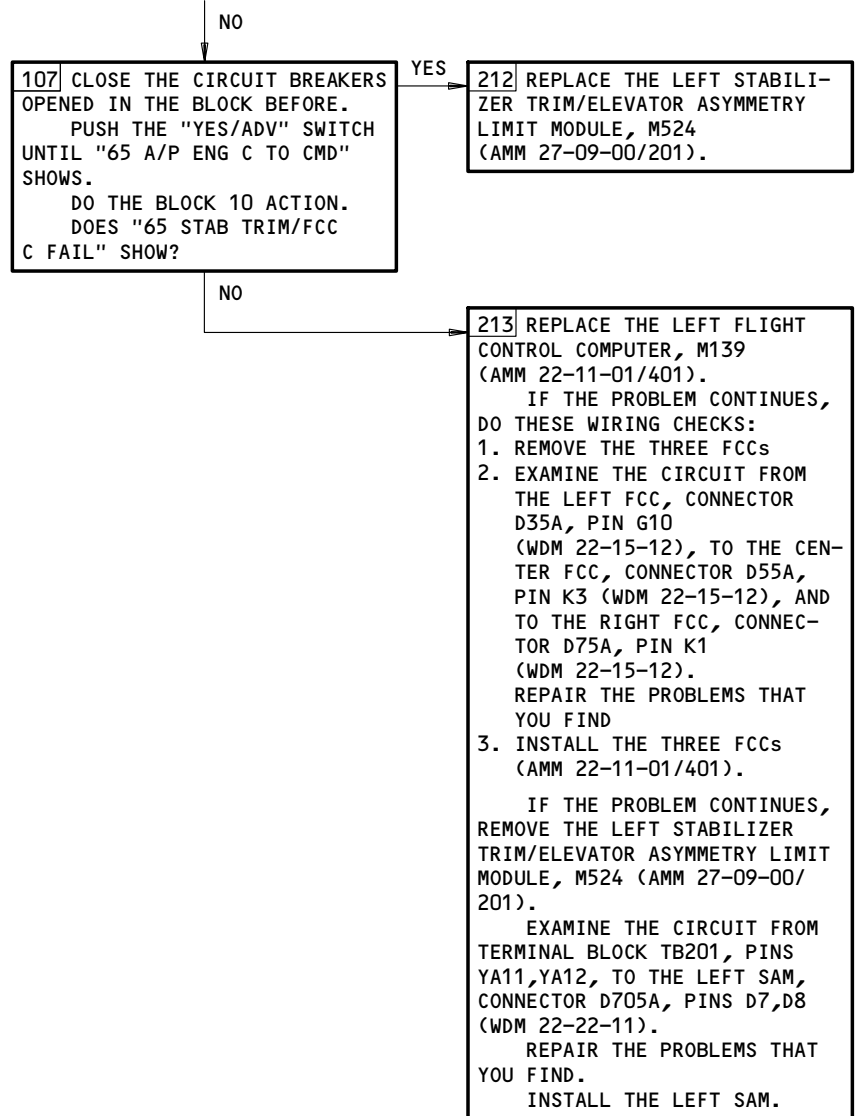 NO
107 CLOSE THE CIRCUIT BREAKERS
OPENED IN THE BLOCK BEFORE.
PUSH THE "YES/ADV" SWITCH
UNTIL "65 A/P ENG C TO CMD"
SHOWS.
DO THE BLOCK 10 ACTION.
DOES "65 STAB TRIM/FCC
C FAIL" SHOW?
YES
212 REPLACE THE LEFT STABILI-
ZER TRIM/ELEVATOR ASYMMETRY
LIMIT MODULE, M524
(AMM 27-09-00/201).
NO
213 REPLACE THE LEFT FLIGHT
CONTROL COMPUTER, M139
(AMM 22-11-01/401).
IF THE PROBLEM CONTINUES,
DO THESE WIRING CHECKS:
1. REMOVE THE THREE FCCs
2. EXAMINE THE CIRCUIT FROM
THE LEFT FCC, CONNECTOR
D35A, PIN G10
(WDM 22-15-12), TO THE CEN-
TER FCC, CONNECTOR D55A,
PIN K3 (WDM 22-15-12), AND
TO THE RIGHT FCC, CONNEC-
TOR D75A, PIN K1
(WDM 22-15-12).
REPAIR THE PROBLEMS THAT
YOU FIND
3. INSTALL THE THREE FCCs
(AMM 22-11-01/401).
IF THE PROBLEM CONTINUES,
REMOVE THE LEFT STABILIZER
TRIM/ELEVATOR ASYMMETRY LIMIT
MODULE, M524 (AMM 27-09-00/
201).
EXAMINE THE CIRCUIT FROM
TERMINAL BLOCK TB201, PINS
YA11,YA12, TO THE LEFT SAM,
CONNECTOR D705A, PINS D7,D8
(WDM 22-22-11).
REPAIR THE PROBLEMS THAT
YOU FIND.
INSTALL THE LEFT SAM.